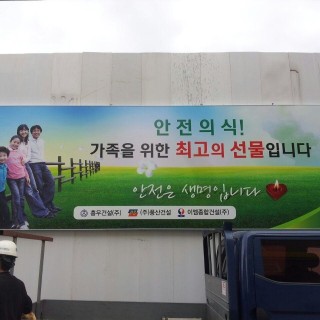 안전의식!
가족을 위한 최고의 선물입니다
안전은 생명입니다
흥우건설(주) (주)풍산건설 이엠종합건설(주)